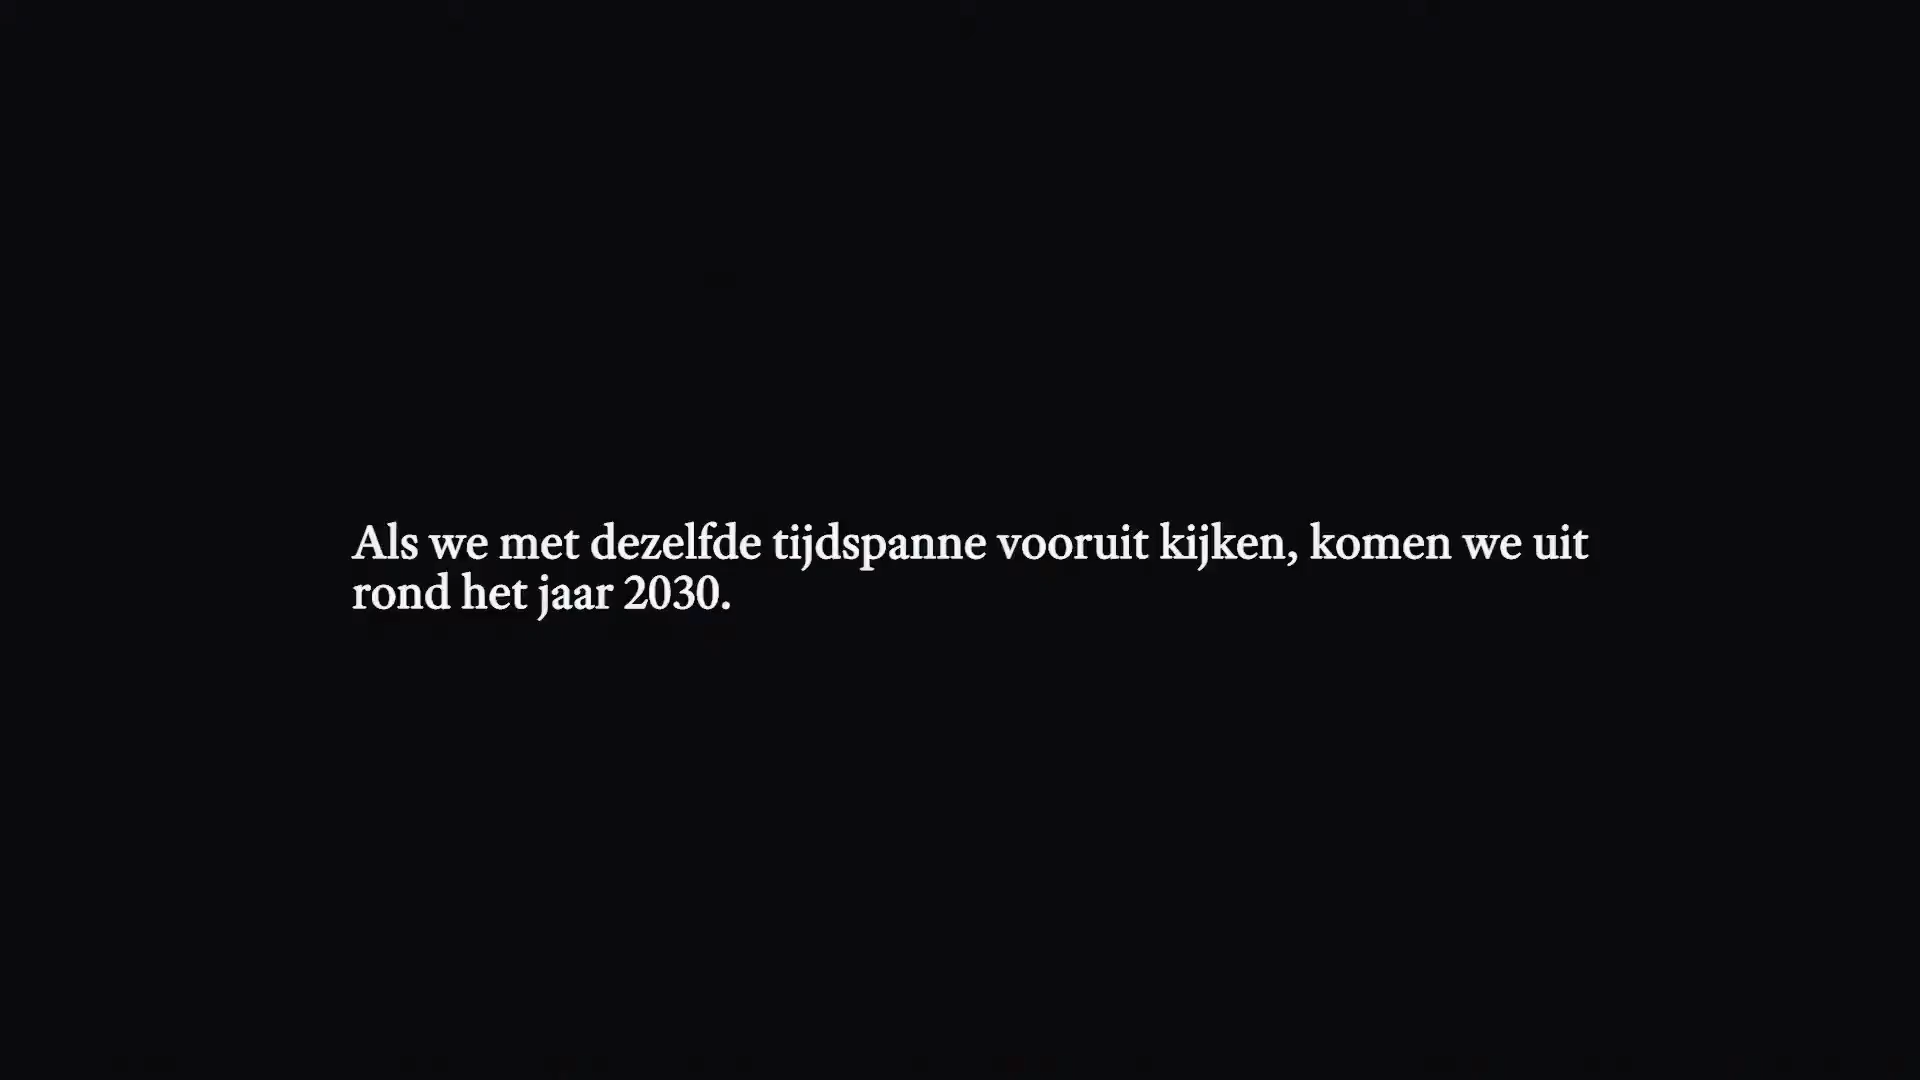 Als we met dezelfde tijdspanne vooruit kijken, komen we uit
rond het jaar 2030.